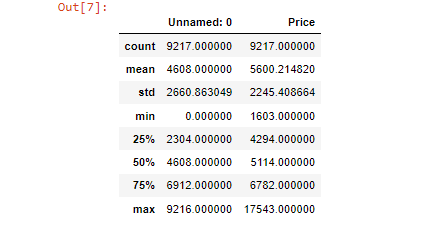 Out[7]:
Unnamed: 0 Price
count 9217.000000 9217.000000
mean 4608.000000 5600.214820
std 2660.863049 2245.408664
min 0.000000 1603.000000
25% 2304.000000 4294.000000
50% 4608.000000 5114.000000
75% 6912.000000 6782.000000
max 9216.000000 17543.000000